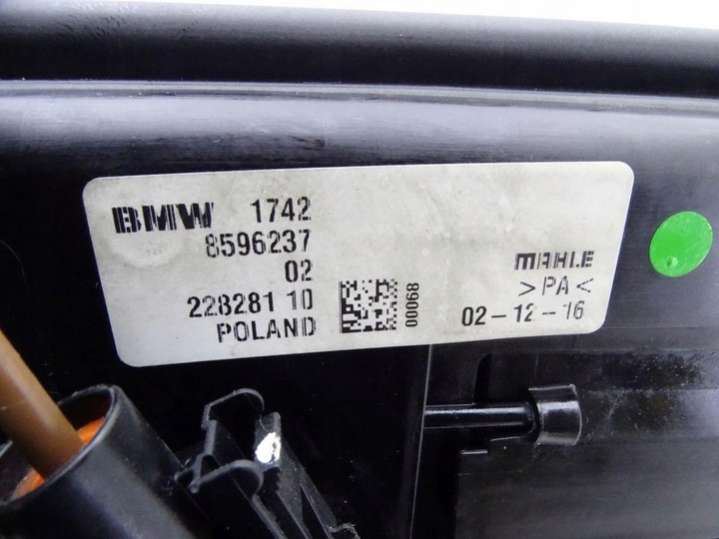 BMW 1742
8596237
02
228281 10
POLAND
00068
MAHLE
>PA<
02-12-16